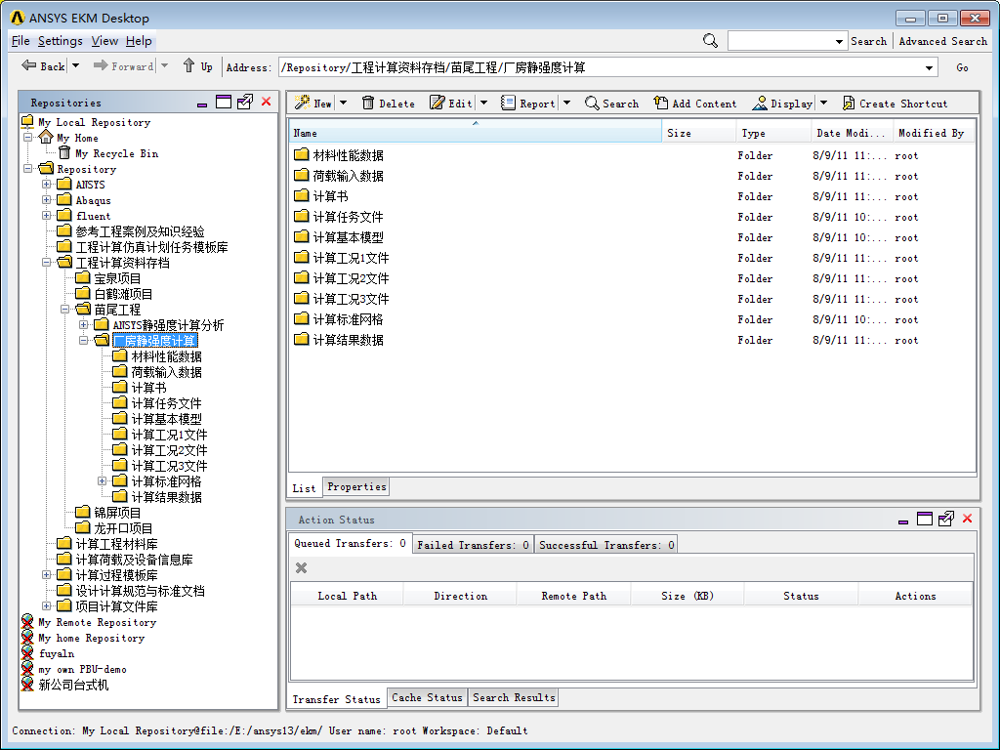 ANSYS EKM Desktop
File Settings View Help
Search Advanced Search
Back Forward Up Address: /Repository/工程计算资料存档/苗尾工程/厂房静强度计算 Go
Repositories
My Local Repository
My Home
My Recycle Bin
Repository
ANSYS
Abaqus
fluent
参考工程案例及知识经验
工程计算仿真计划任务模板库
工程计算资料存档
宝泉项目
白鹤滩项目
苗尾工程
ANSYS静强度计算分析
厂房静强度计算
材料性能数据
荷载输入数据
计算书
计算任务文件
计算基本模型
计算工况1文件
计算工况2文件
计算工况3文件
计算标准网格
计算结果数据
锦屏项目
龙开口项目
计算工程材料库
计算荷载及设备信息库
计算过程模板库
设计计算规范与标准文档
项目计算文件库
My Remote Repository
My home Repository
fuyaln
my own PBU-demo
新公司台式机
New Delete Edit Report Search Add Content Display Create Shortcut
Name Size Type Date Modi... Modified By
材料性能数据 Folder 8/9/11 11:... root
荷载输入数据 Folder 8/9/11 11:... root
计算书 Folder 8/9/11 11:... root
计算任务文件 Folder 8/9/11 10:... root
计算基本模型 Folder 8/9/11 10:... root
计算工况1文件 Folder 8/9/11 11:... root
计算工况2文件 Folder 8/9/11 11:... root
计算工况3文件 Folder 8/9/11 11:... root
计算标准网格 Folder 8/9/11 10:... root
计算结果数据 Folder 8/9/11 11:... root
List Properties
Action Status
Queued Transfers: 0 Failed Transfers: 0 Successful Transfers: 0
Local Path Direction Remote Path Size (KB) Status Actions
Transfer Status Cache Status Search Results
Connection: My Local Repository@file:/E:/ansys13/ekm/ User name: root Workspace: Default